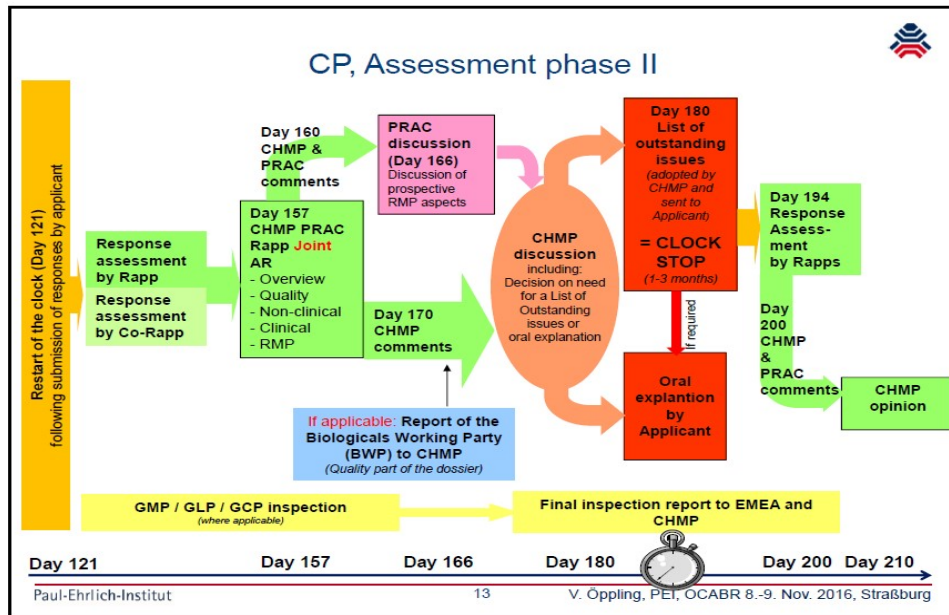 CP, Assessment phase II
Restart of the clock (Day 121)
following submission of responses by applicant
Response
assessment
by Rapp
Response
assessment
by Co-Rapp
Day 160
CHMP &
PRAC
comments
Day 157
CHMP PRAC
Rapp Joint
AR
- Overview
- Quality
- Non-clinical
- Clinical
- RMP
PRAC
discussion
(Day 166)
Discussion of
prospective
RMP aspects
Day 170 CHMP
comments
If applicable: Report of the
Biologicals Working Party
(BWP) to CHMP
(Quality part of the dossier)
CHMP
discussion
including:
Decision on need
for a List of
Outstanding
issues or
oral explanation
Day 180
List of
outstanding
issues
(adopted by
CHMP and
sent to
Applicant)
= CLOCK
STOP
(1-3 months)
If required
Oral
explantion
by
Applicant
Day 194
Response
Assess-
ment
by Rapps
Day
200 CHMP
&
PRAC
comments
CHMP
opinion
GMP / GLP / GCP inspection
(where applicable)
Final inspection report to EMEA and
CHMP
Day 121 Day 157 Day 166 Day 180 Day 200 Day 210
Paul-Ehrlich-Institut 13 V. Öppling, PEI, OCABR 8.-9. Nov. 2016, Straßburg